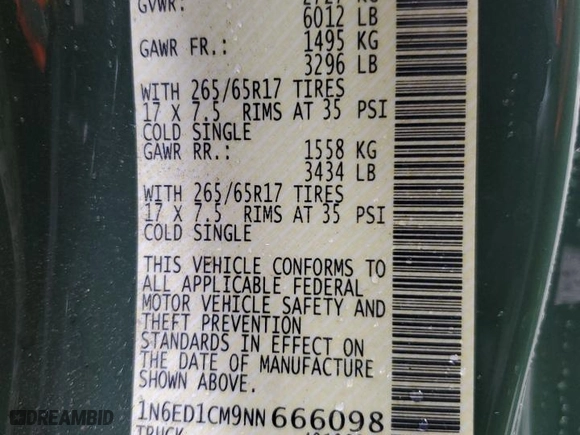 GVWR: 2727 KG
6012 LB
GAWR FR.: 1495 KG
3296 LB
WITH 265/65R17 TIRES
17 X 7.5 RIMS AT 35 PSI
COLD SINGLE
GAWR RR.: 1558 KG
3434 LB
WITH 265/65R17 TIRES
17 X 7.5 RIMS AT 35 PSI
COLD SINGLE
THIS VEHICLE CONFORMS TO
ALL APPLICABLE FEDERAL
MOTOR VEHICLE SAFETY AND
THEFT PREVENTION
STANDARDS IN EFFECT ON
THE DATE OF MANUFACTURE
SHOWN ABOVE.
1N6ED1CM9NN666098
TRUCK
DREAMBID